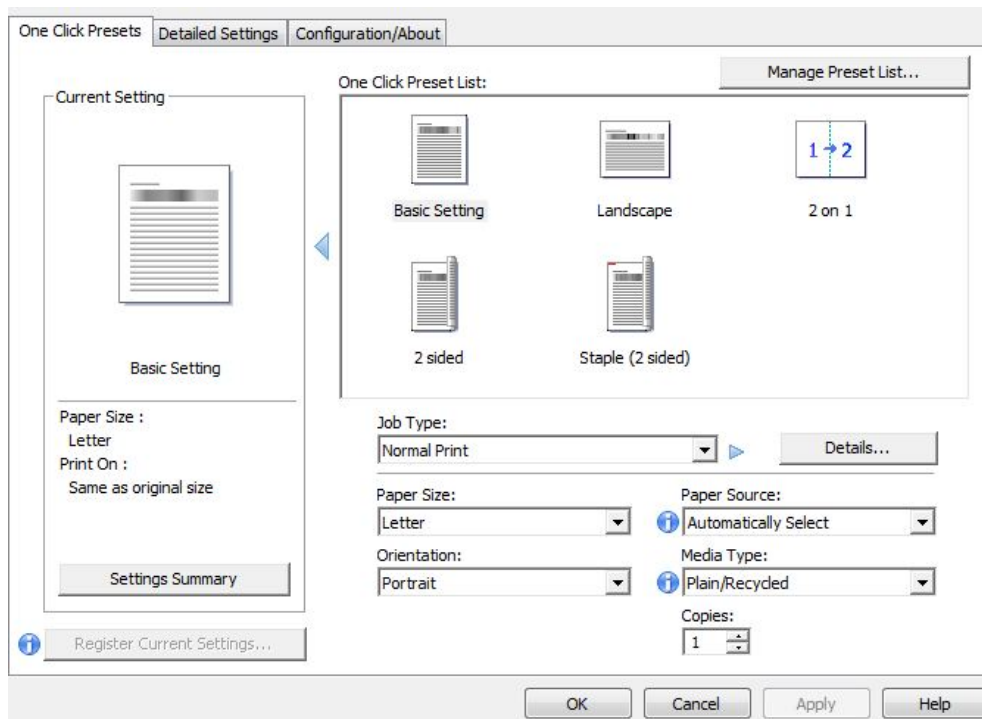 One Click Presets
Detailed Settings
Configuration/About
Current Setting
Basic Setting
Paper Size :
Letter
Print On :
Same as original size
Settings Summary
Register Current Settings...
One Click Preset List:
Manage Preset List...
Basic Setting
Landscape
1 2
2 on 1
2 sided
Staple (2 sided)
Job Type:
Normal Print
Details...
Paper Size:
Letter
Paper Source:
Automatically Select
Orientation:
Portrait
Media Type:
Plain/Recycled
Copies:
1
OK
Cancel
Apply
Help